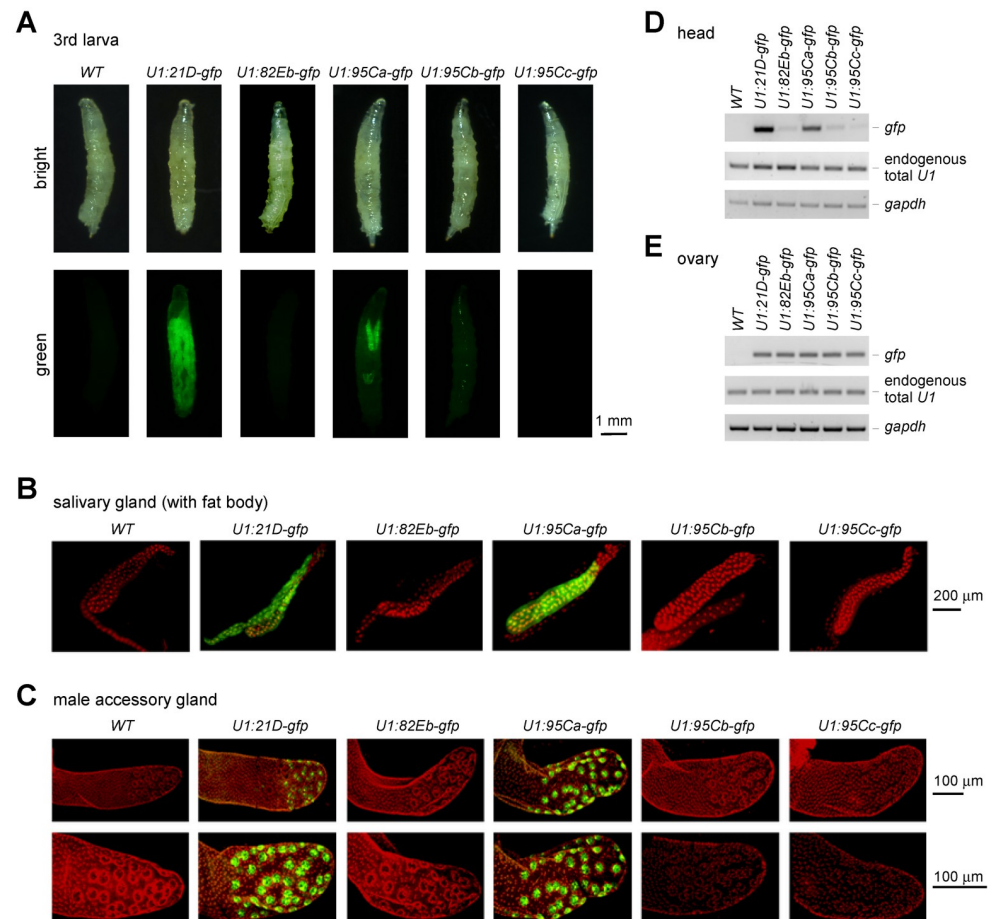 A
3rd larva
WT U1:21D-gfp U1:82Eb-gfp U1:95Ca-gfp U1:95Cb-gfp U1:95Cc-gfp
bright
green
1 mm
D
head
WT
U1:21D-gfp
U1:82Eb-gfp
U1:95Ca-gfp
U1:95Cb-gfp
U1:95Cc-gfp
gfp
endogenous
total U1
gapdh
E
ovary
WT
U1:21D-gfp
U1:82Eb-gfp
U1:95Ca-gfp
U1:95Cb-gfp
U1:95Cc-gfp
gfp
endogenous
total U1
gapdh
B
salivary gland (with fat body)
WT U1:21D-gfp U1:82Eb-gfp U1:95Ca-gfp U1:95Cb-gfp U1:95Cc-gfp
200 µm
C
male accessory gland
WT U1:21D-gfp U1:82Eb-gfp U1:95Ca-gfp U1:95Cb-gfp U1:95Cc-gfp
100 µm
100 µm